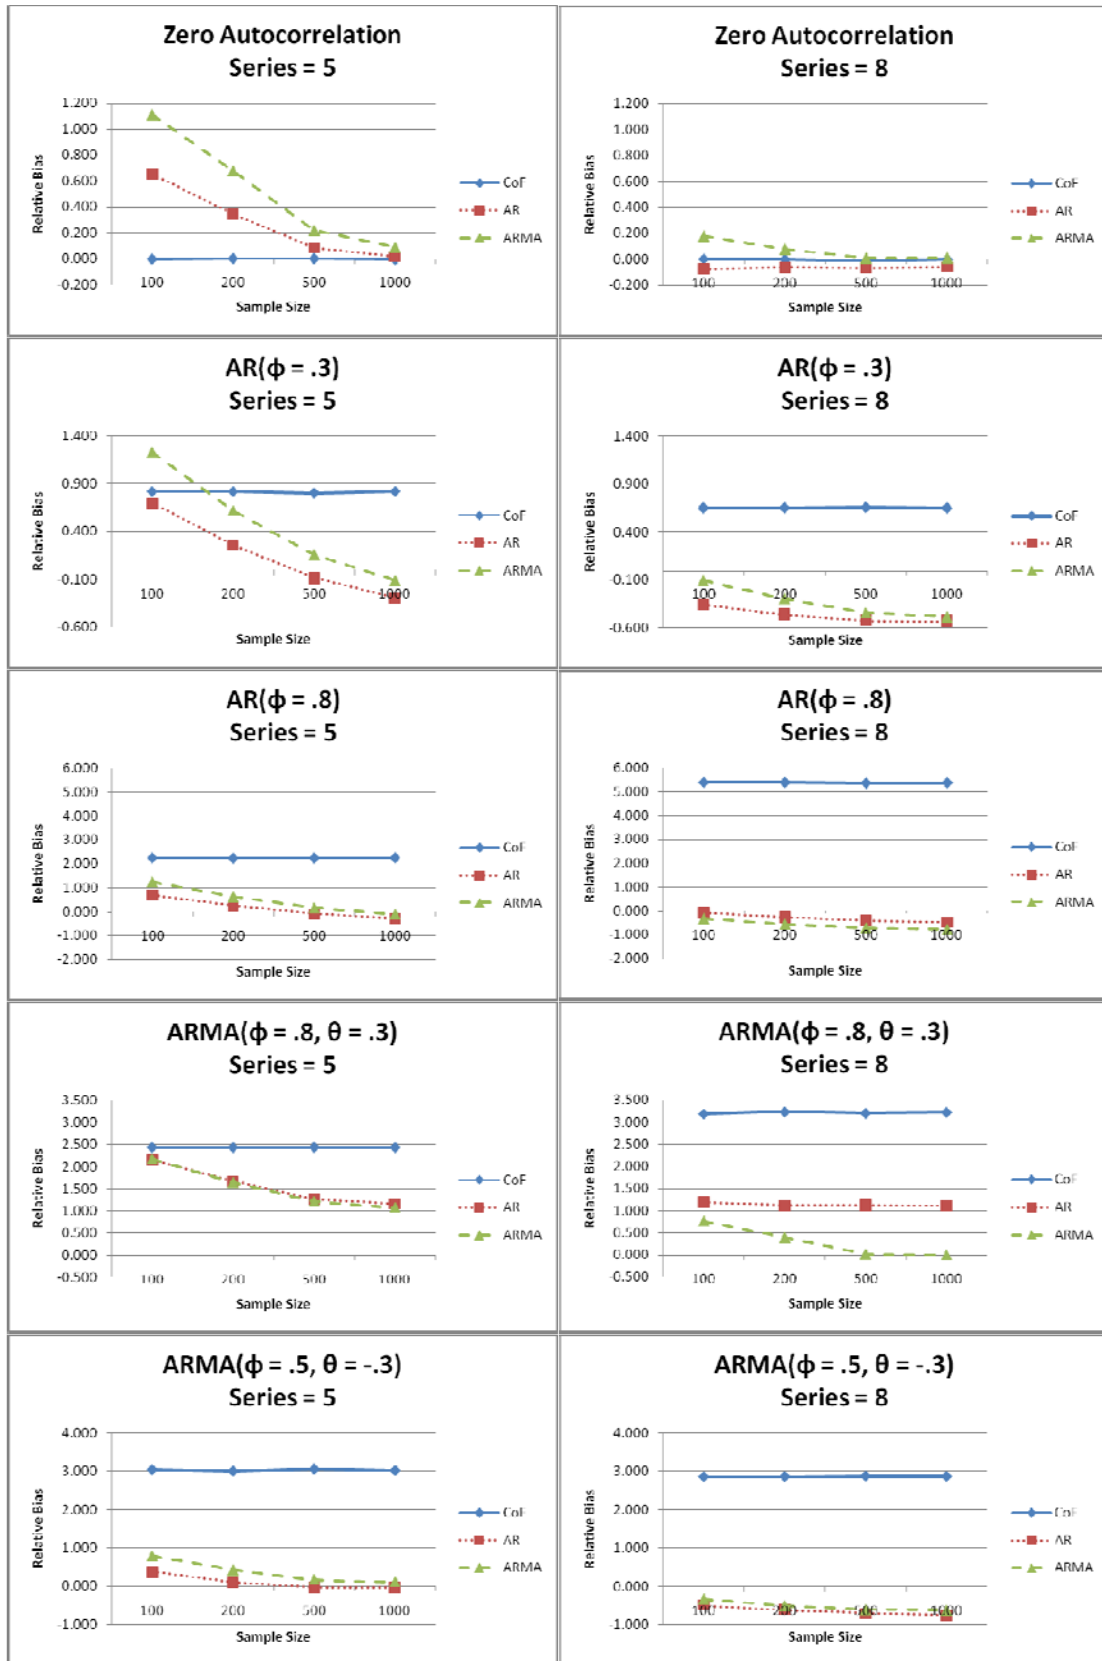 Zero Autocorrelation
Series = 5
1.200
1.000
0.800
0.600
0.400
0.200
0.000
-0.200
Relative Bias
100 200 500 1000
Sample Size
CoF
AR
ARMA
Zero Autocorrelation
Series = 8
1.200
1.000
0.800
0.600
0.400
0.200
0.000
-0.200
Relative Bias
100 200 500 1000
Sample Size
CoF
AR
ARMA
AR(ϕ = .3)
Series = 5
1.400
0.900
0.400
-0.100
-0.600
Relative Bias
100 200 500 1000
Sample Size
CoF
AR
ARMA
AR(ϕ = .3)
Series = 8
1.400
0.900
0.400
-0.100
-0.600
Relative Bias
100 200 500 1000
Sample Size
CoF
AR
ARMA
AR(ϕ = .8)
Series = 5
6.000
5.000
4.000
3.000
2.000
1.000
0.000
-1.000
-2.000
Relative Bias
100 200 500 1000
Sample Size
CoF
AR
ARMA
AR(ϕ = .8)
Series = 8
6.000
5.000
4.000
3.000
2.000
1.000
0.000
-1.000
-2.000
Relative Bias
100 200 500 1000
Sample Size
CoF
AR
ARMA
ARMA(ϕ = .8, θ = .3)
Series = 5
3.500
3.000
2.500
2.000
1.500
1.000
0.500
0.000
-0.500
Relative Bias
100 200 500 1000
Sample Size
CoF
AR
ARMA
ARMA(ϕ = .8, θ = .3)
Series = 8
3.500
3.000
2.500
2.000
1.500
1.000
0.500
0.000
-0.500
Relative Bias
100 200 500 1000
Sample Size
CoF
AR
ARMA
ARMA(ϕ = .5, θ = -.3)
Series = 5
4.000
3.000
2.000
1.000
0.000
-1.000
Relative Bias
100 200 500 1000
Sample Size
CoF
AR
ARMA
ARMA(ϕ = .5, θ = -.3)
Series = 8
4.000
3.000
2.000
1.000
0.000
-1.000
Relative Bias
100 200 500 1000
Sample Size
CoF
AR
ARMA